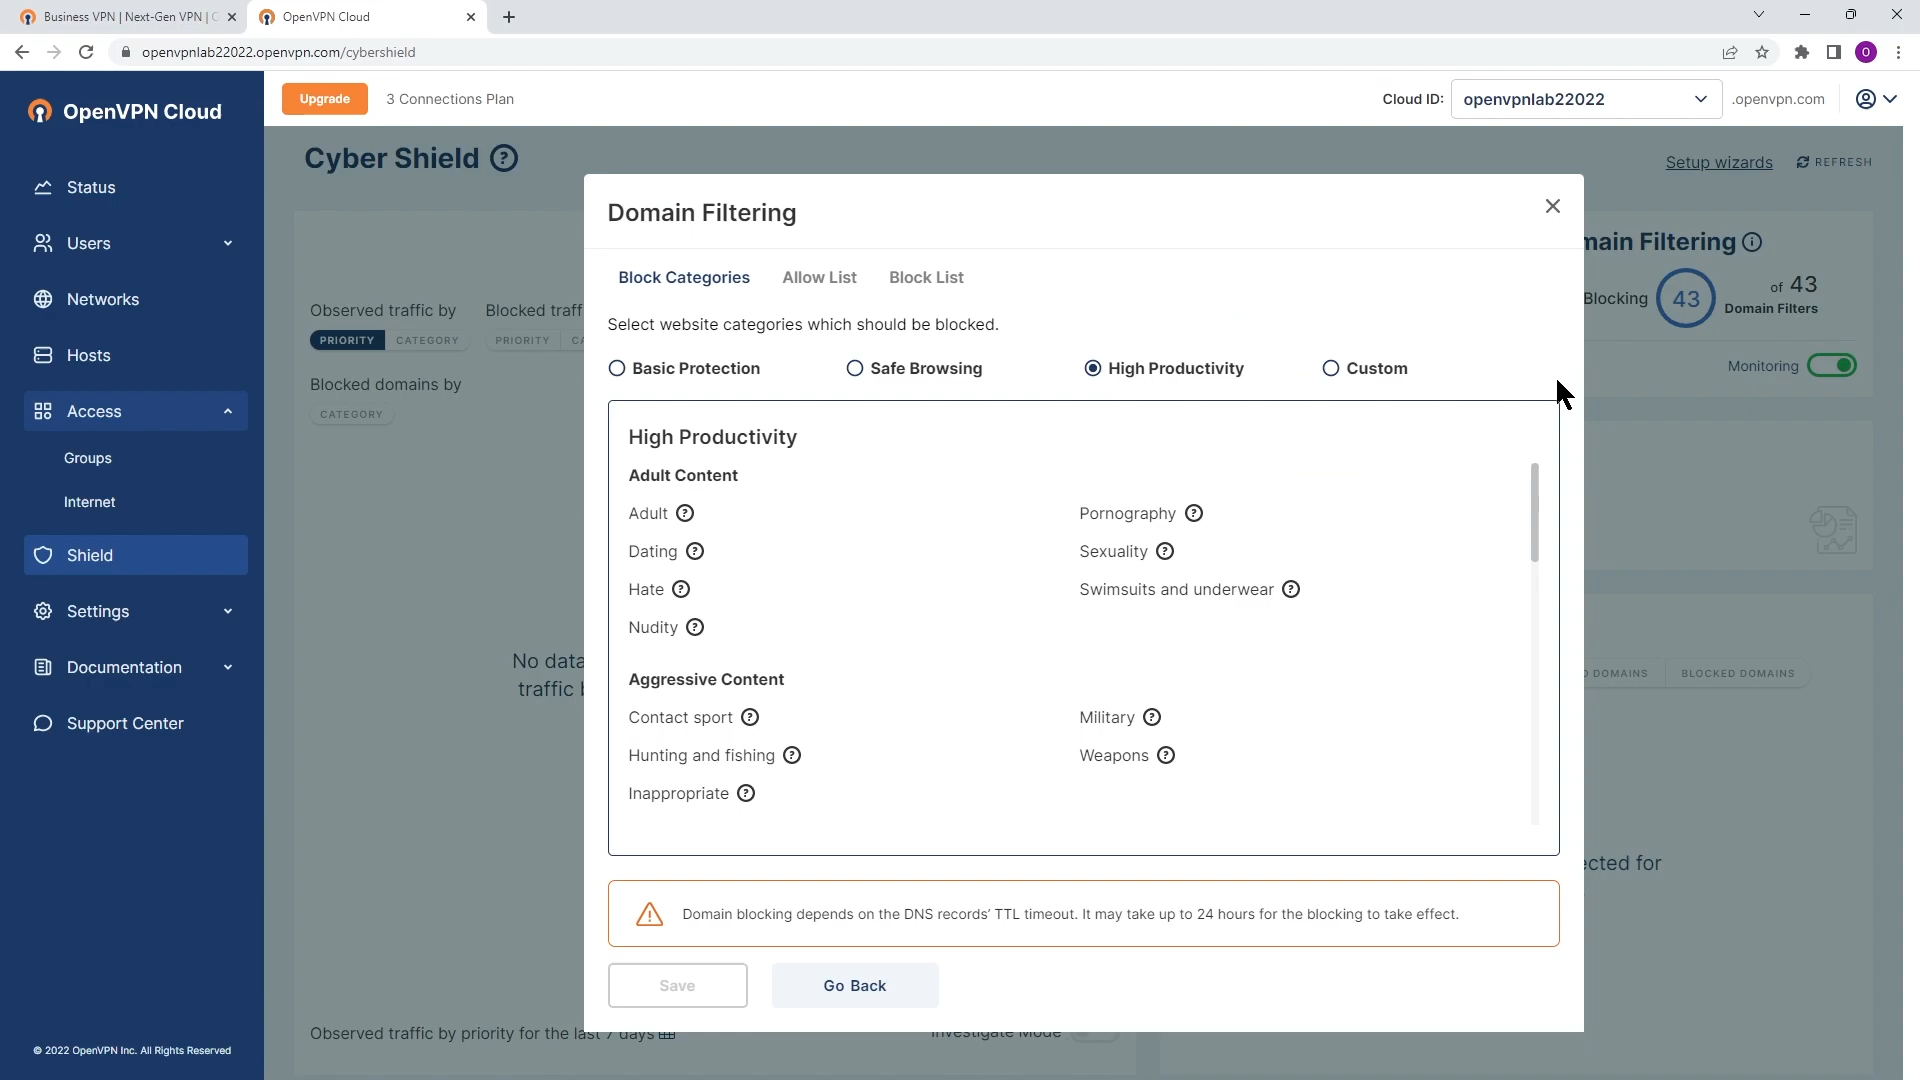 Business VPN | Next-Gen VPN |
OpenVPN Cloud
openvpnlab22022.openvpn.com/cybershield
O
OpenVPN Cloud
Upgrade
3 Connections Plan
Cloud ID:
openvpnlab22022
.openvpn.com
Status
Users
Networks
Hosts
Access
Groups
Internet
Shield
Settings
Documentation
Support Center
© 2022 OpenVPN Inc. All Rights Reserved
Cyber Shield ?
Setup wizards
REFRESH
Observed traffic by
PRIORITY CATEGORY
Blocked traff
PRIORITY CA
Blocked domains by
CATEGORY
No data
traffic
Observed traffic by priority for the last 7 days
Investigate Mode
Domain Filtering
Block Categories Allow List Block List
Select website categories which should be blocked.
Basic Protection Safe Browsing High Productivity Custom
High Productivity
Adult Content
Adult ? Pornography ?
Dating ? Sexuality ?
Hate ? Swimsuits and underwear ?
Nudity ?
Aggressive Content
Contact sport ? Military ?
Hunting and fishing ? Weapons ?
Inappropriate ?
Domain blocking depends on the DNS records’ TTL timeout. It may take up to 24 hours for the blocking to take effect.
Save Go Back
main Filtering
Blocking 43 of 43
Domain Filters
Monitoring
DOMAINS BLOCKED DOMAINS
ected for